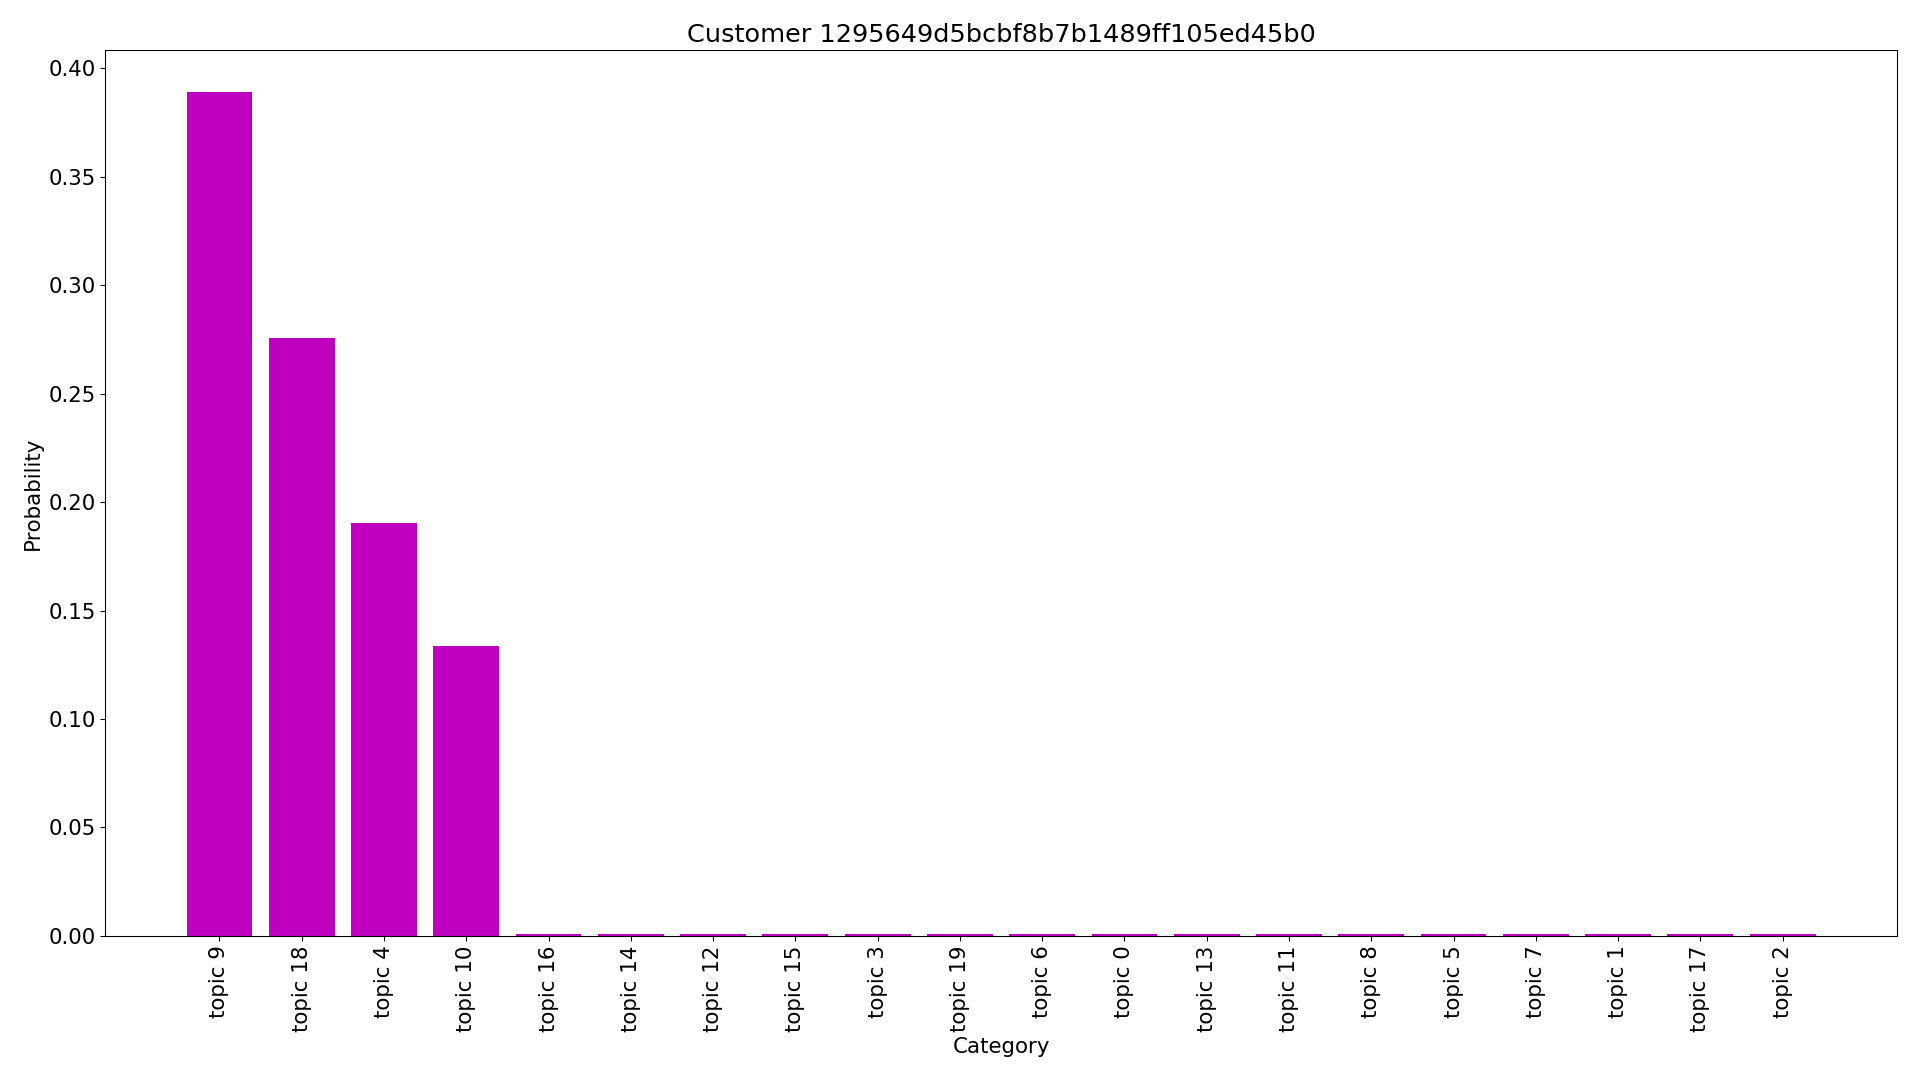 Customer 1295649d5bcbf8b7b1489ff105ed45b0
0.40
0.35
0.30
0.25
0.20
0.15
0.10
0.05
0.00
Probability
topic 9
topic 18
topic 4
topic 10
topic 16
topic 14
topic 12
topic 15
topic 3
topic 19
topic 6
topic 0
topic 13
topic 11
topic 8
topic 5
topic 7
topic 1
topic 17
topic 2
Category